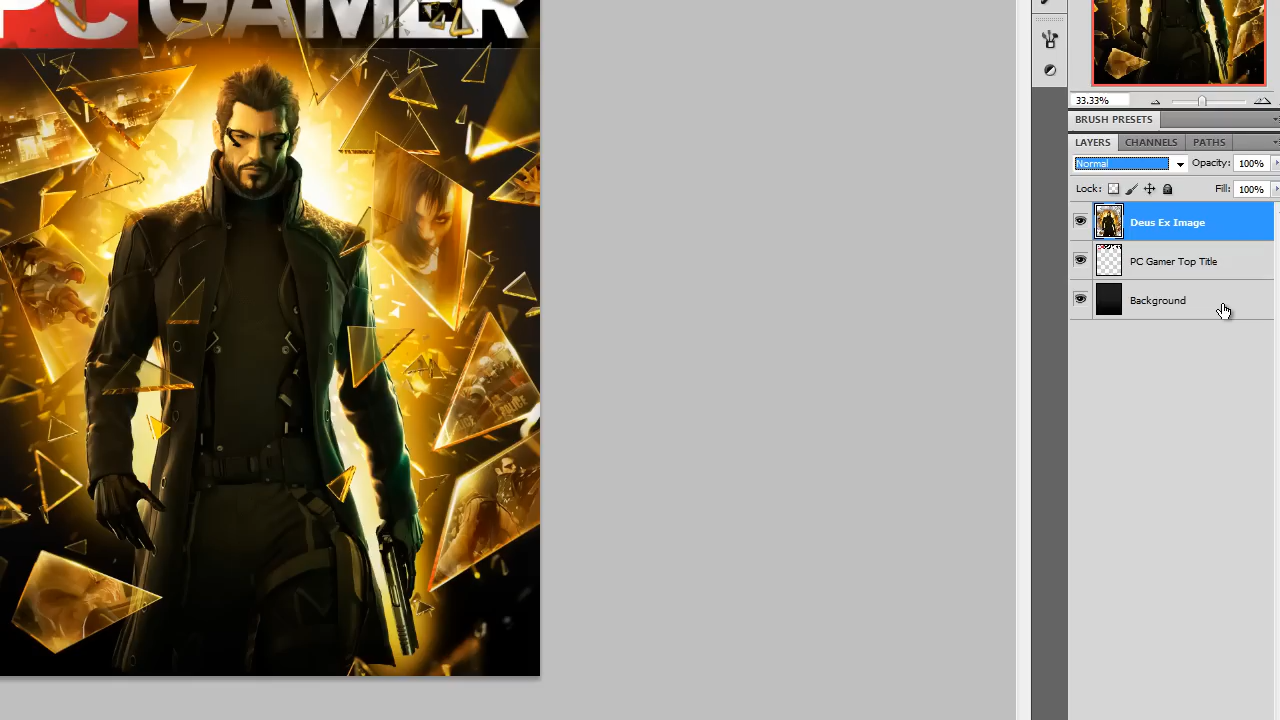 PC GAMER
33.33%
BRUSH PRESETS
LAYERS CHANNELS PATHS
Normal Opacity: 100%
Lock: Fill: 100%
Deus Ex Image
PC Gamer Top Title
Background
POLICE